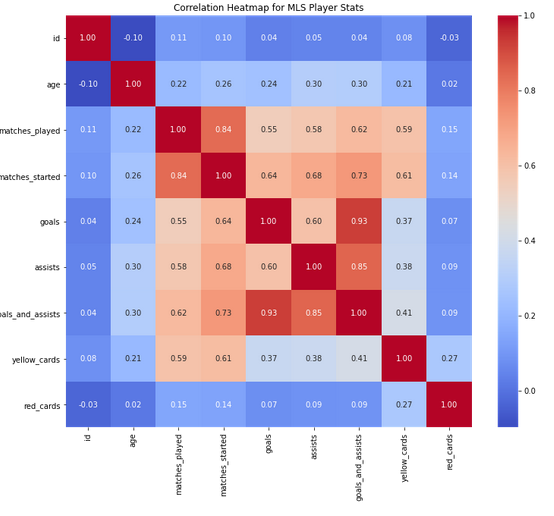 Correlation Heatmap for MLS Player Stats
id 1.00 -0.10 0.11 0.10 0.04 0.05 0.04 0.08 -0.03
age -0.10 1.00 0.22 0.26 0.24 0.30 0.30 0.21 0.02
matches_played 0.11 0.22 1.00 0.84 0.55 0.58 0.62 0.59 0.15
matches_started 0.10 0.26 0.84 1.00 0.64 0.68 0.73 0.61 0.14
goals 0.04 0.24 0.55 0.64 1.00 0.60 0.93 0.37 0.07
assists 0.05 0.30 0.58 0.68 0.60 1.00 0.85 0.38 0.09
oals_and_assists 0.04 0.30 0.62 0.73 0.93 0.85 1.00 0.41 0.09
yellow_cards 0.08 0.21 0.59 0.61 0.37 0.38 0.41 1.00 0.27
red_cards -0.03 0.02 0.15 0.14 0.07 0.09 0.09 0.27 1.00
id age matches_played matches_started goals assists goals_and_assists yellow_cards red_cards
1.0
0.8
0.6
0.4
0.2
0.0